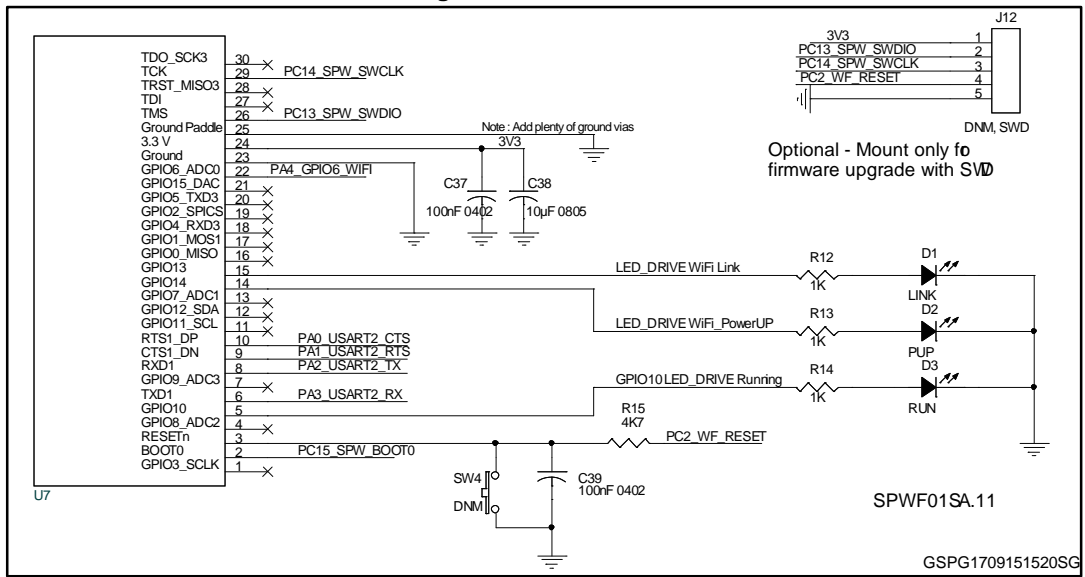 TDO_SCK3 30
TCK 29 PC14_SPW_SWCLK
TRST_MISO3 28
TDI 27
TMS 26 PC13_SPW_SWDIO
Ground Paddle 25 Note : Add plenty of ground vias
3.3 V 24 3V3
Ground 23
GPIO6_ADC0 22 PA4_GPIO6_WIFI
GPIO15_DAC 21
GPIO5_TXD3 20
GPIO2_SPICS 19
GPIO4_RXD3 18
GPIO1_MOS1 17
GPIO0_MISO 16
GPIO13 15
GPIO14 14
GPIO7_ADC1 13
GPIO12_SDA 12
GPIO11_SCL 11
RTS1_DP 10 PA0_USART2_CTS
CTS1_DN 9 PA1_USART2_RTS
RXD1 8 PA2_USART2_TX
GPIO9_ADC3 7
TXD1 6 PA3_USART2_RX
GPIO10 5
GPIO8_ADC2 4
RESETn 3
BOOT0 2 PC15_SPW_BOOT0
GPIO3_SCLK 1
U7
C37
100nF 0402
C38
10µF 0805
J12
3V3 1
PC13_SPW_SWDIO 2
PC14_SPW_SWCLK 3
PC2_WF_RESET 4
5
DNM, SWD
Optional - Mount only for
firmware upgrade with SWD
LED_DRIVE WiFi Link
R12
1K
D1
LINK
LED_DRIVE WiFi_PowerUP
R13
1K
D2
PUP
GPIO10 LED_DRIVE Running
R14
1K
D3
RUN
R15
4K7
PC2_WF_RESET
SW4
DNM
C39
100nF 0402
SPWF01SA.11
GSPG1709151520SG